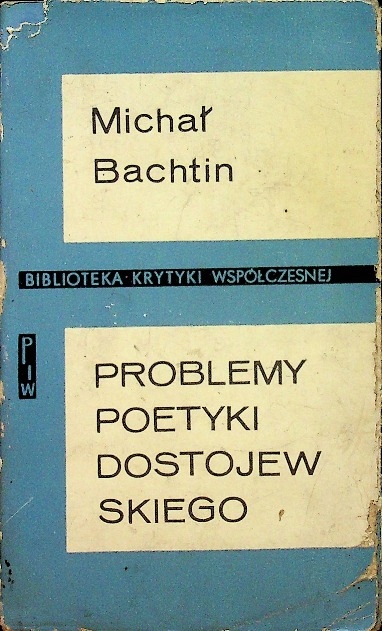 Michał
Bachtin
BIBLIOTEKA · KRYTYKI WSPÓŁCZESNEJ
PIW
PROBLEMY
POETYKI
DOSTOJEW
SKIEGO